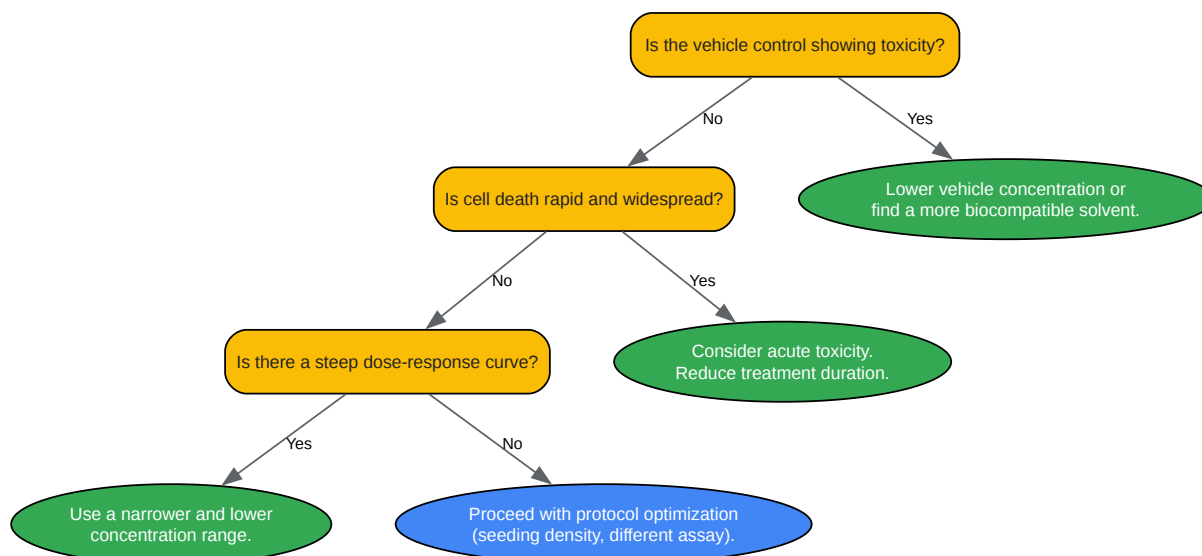 Is the vehicle control showing toxicity?
No
Yes
Is cell death rapid and widespread?
Lower vehicle concentration or
find a more biocompatible solvent.
No
Yes
Is there a steep dose-response curve?
Consider acute toxicity.
Reduce treatment duration.
Yes
No
Use a narrower and lower
concentration range.
Proceed with protocol optimization
(seeding density, different assay).